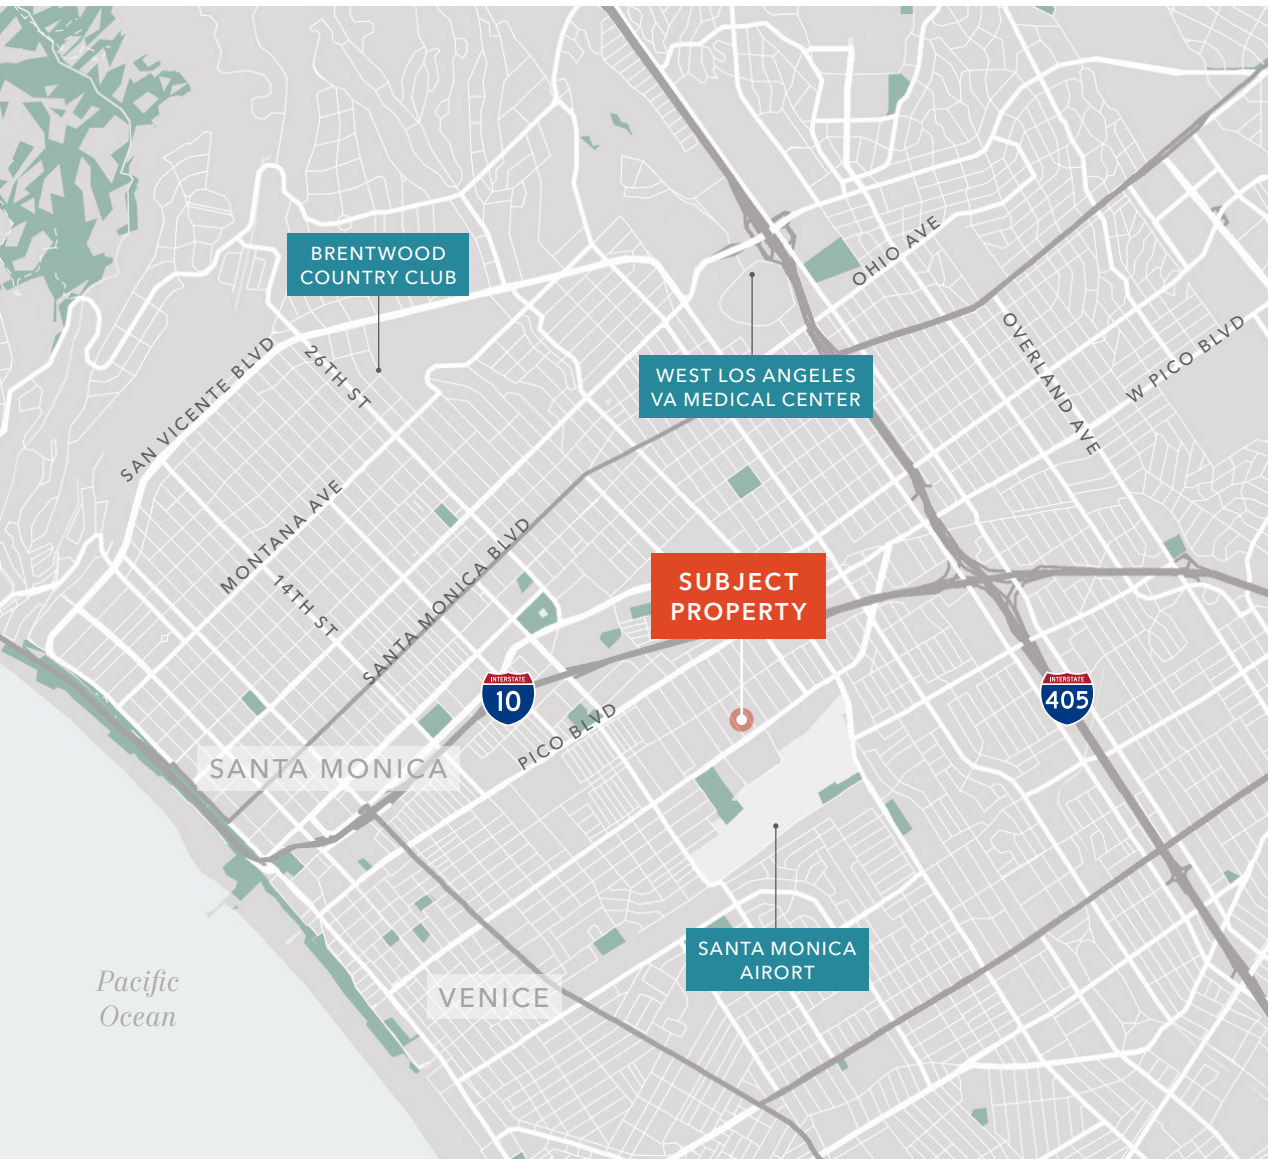 BRENTWOOD
COUNTRY CLUB
OHIO AVE
OVERLAND AVE
W PICO BLVD
26TH ST
SAN VICENTE BLVD
WEST LOS ANGELES
VA MEDICAL CENTER
MONTANA AVE
14TH ST
SANTA MONICA BLVD
SUBJECT
PROPERTY
INTERSTATE
10
INTERSTATE
405
PICO BLVD
SANTA MONICA
SANTA MONICA
AIRORT
VENICE
Pacific
Ocean